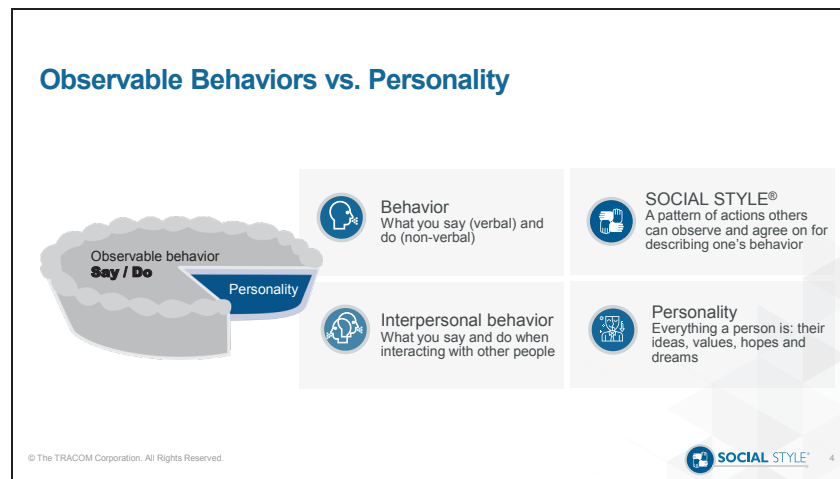 Observable Behaviors vs. Personality
Observable behavior
Say / Do
Personality
Behavior
What you say (verbal) and
do (non-verbal)
SOCIAL STYLE®
A pattern of actions others
can observe and agree on for
describing one's behavior
Interpersonal behavior
What you say and do when
interacting with other people
Personality
Everything a person is: their
ideas, values, hopes and
dreams
© The TRACOM Corporation. All Rights Reserved.
SOCIAL STYLE®
4